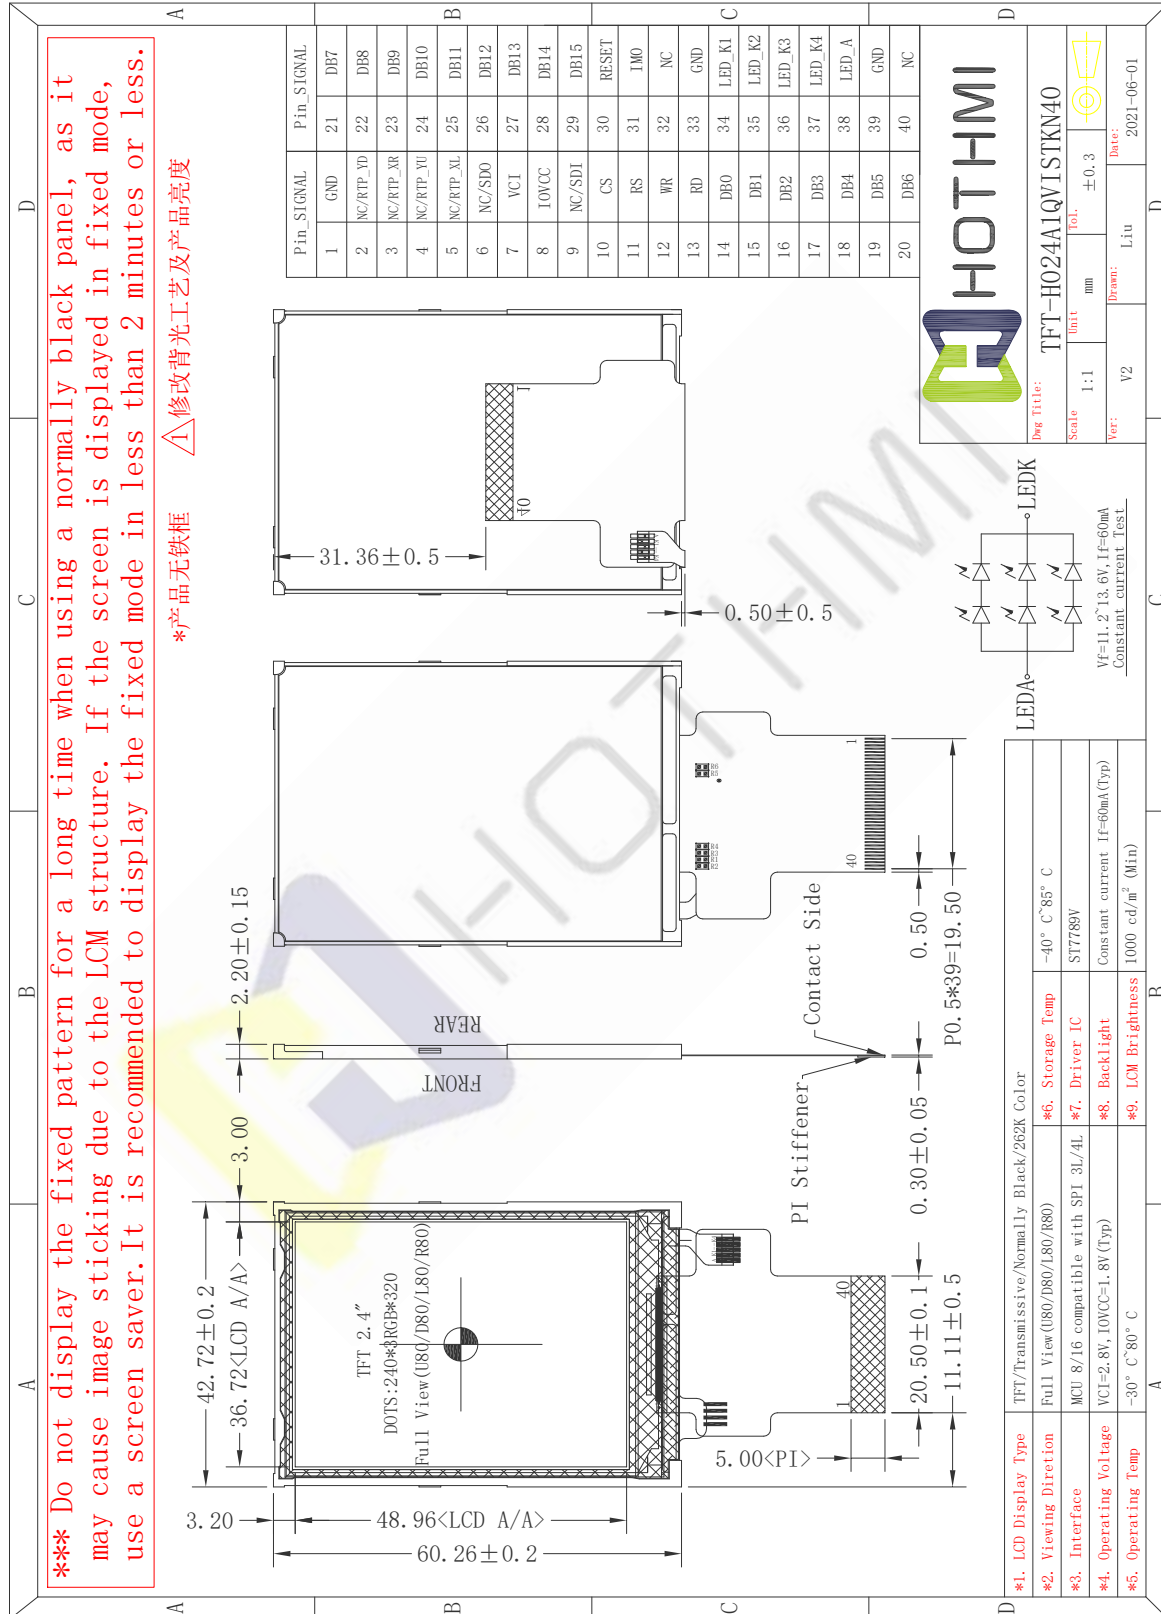 *** Do not display the fixed pattern for a long time when using a normally black panel, as it
may cause image sticking due to the LCM structure. If the screen is displayed in fixed mode,
use a screen saver.It is recommended to display the fixed mode in less than 2 minutes or less.
*产品无铁框
1 修改背光工艺及产品亮度
A
B
C
D
A
B
C
D
A
B
C
D
A
B
C
D
42.72±0.2
36.72<LCD A/A>
3.00
2.20±0.15
3.20
48.96<LCD A/A>
60.26±0.2
TFT 2.4″
DOTS:240*3RGB*320
Full View(U80/D80/L80/R80)
FRONT
REAR
5.00<PI>
1
40
20.50±0.1
11.11±0.5
PI Stiffener
Contact Side
0.30±0.05
0.50
P0.5*39=19.50
40
1
R4
R3
R1
R2
R6
R5
*
31.36±0.5
0.50±0.5
40
1
Pin_SIGNAL Pin_SIGNAL
1 GND 21 DB7
2 NC/RTP_YD 22 DB8
3 NC/RTP_XR 23 DB9
4 NC/RTP_YU 24 DB10
5 NC/RTP_XL 25 DB11
6 NC/SDO 26 DB12
7 VCI 27 DB13
8 IOVCC 28 DB14
9 NC/SDI 29 DB15
10 CS 30 RESET
11 RS 31 IM0
12 WR 32 NC
13 RD 33 GND
14 DB0 34 LED_K1
15 DB1 35 LED_K2
16 DB2 36 LED_K3
17 DB3 37 LED_K4
18 DB4 38 LED_A
19 DB5 39 GND
20 DB6 40 NC
LEDA
LEDK
Vf=11.2~13.6V,If=60mA
Constant current Test
*1. LCD Display Type TFT/Transmissive/Normally Black/262K Color
*2. Viewing Diretion Full View(U80/D80/L80/R80) *6. Storage Temp -40° C~85° C
*3. Interface MCU 8/16 compatible with SPI 3L/4L *7. Driver IC ST7789V
*4. Operating Voltage VCI=2.8V,IOVCC=1.8V(Typ) *8. Backlight Constant current If=60mA(Typ)
*5. Operating Temp -30° C~80° C *9. LCM Brightness 1000 cd/m² (Min)
HOTHMI
Dwg Title: TFT-H024A1QVISTKN40
Scale 1:1 Unit mm Tol. ±0.3
Ver: V2 Drawn: Liu Date: 2021-06-01
HOTHMI